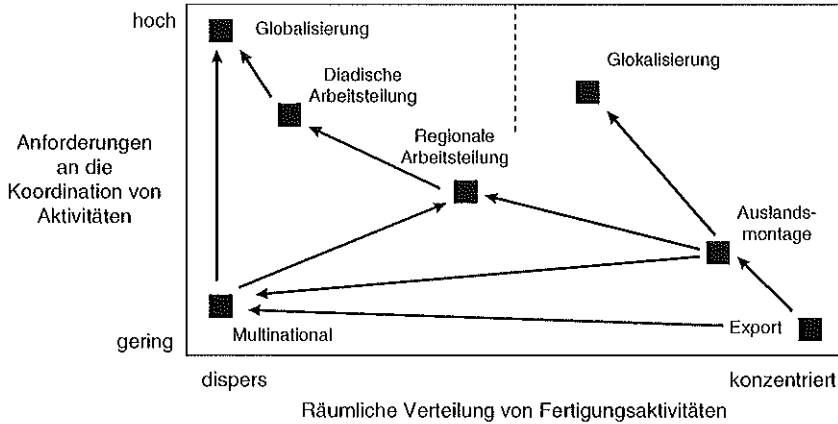 hoch
Globalisierung
Diadische
Arbeitsteilung
Glokalisierung
Regionale
Arbeitsteilung
Anforderungen
an die
Koordination von
Aktivitäten
Auslands-
montage
Multinational
Export
gering
dispers
konzentriert
Räumliche Verteilung von Fertigungsaktivitäten